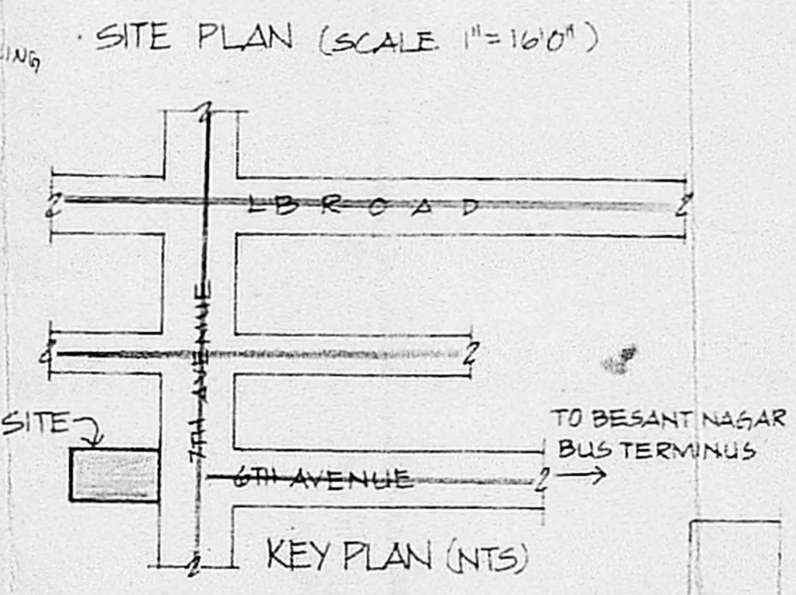 SITE PLAN (SCALE 1"=16'0")
ING
LB ROAD
7TH AVENUE
SITE
TO BESANT NAGAR
BUS TERMINUS
6TH AVENUE
KEY PLAN (NTS)